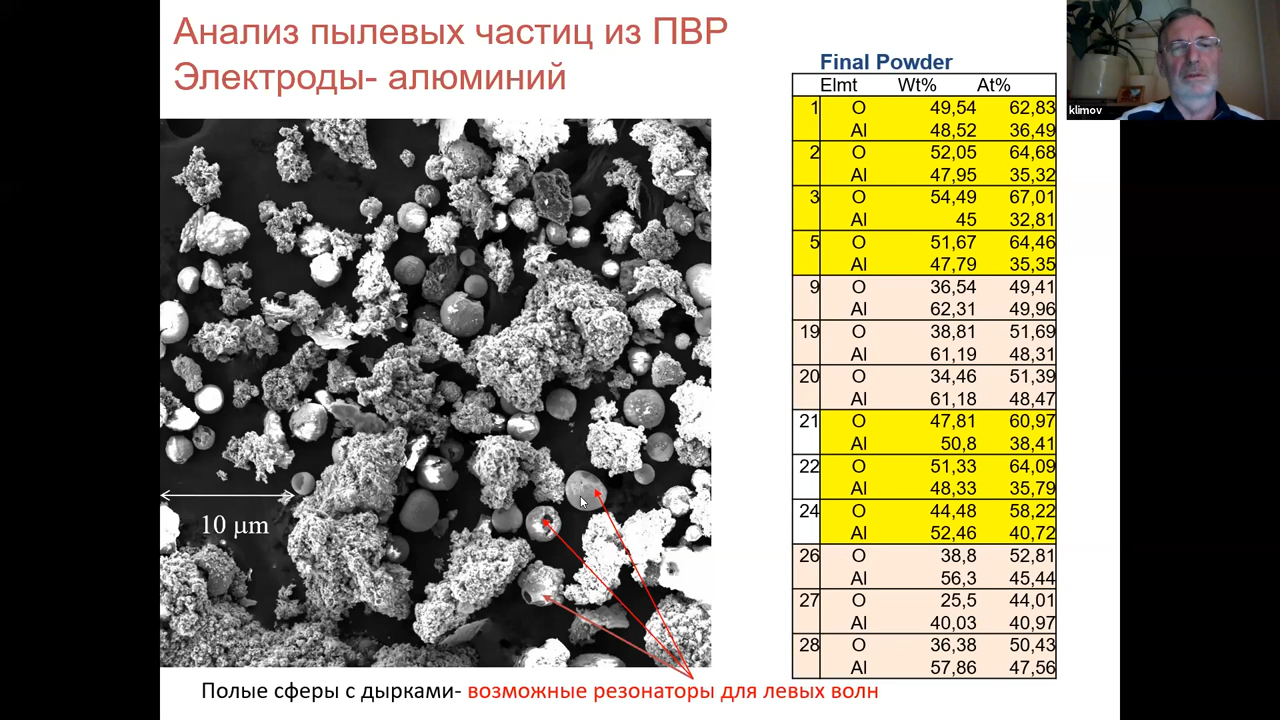 Анализ пылевых частиц из ПВР
Электроды- алюминий
klimov
Final Powder
Elmt Wt% At%
1 O 49,54 62,83
Al 48,52 36,49
2 O 52,05 64,68
Al 47,95 35,32
3 O 54,49 67,01
Al 45 32,81
5 O 51,67 64,46
Al 47,79 35,35
9 O 36,54 49,41
Al 62,31 49,96
19 O 38,81 51,69
Al 61,19 48,31
20 O 34,46 51,39
Al 61,18 48,47
21 O 47,81 60,97
Al 50,8 38,41
22 O 51,33 64,09
Al 48,33 35,79
24 O 44,48 58,22
Al 52,46 40,72
26 O 38,8 52,81
Al 56,3 45,44
27 O 25,5 44,01
Al 40,03 40,97
28 O 36,38 50,43
Al 57,86 47,56
10 µm
Полые сферы с дырками- возможные резонаторы для левых волн